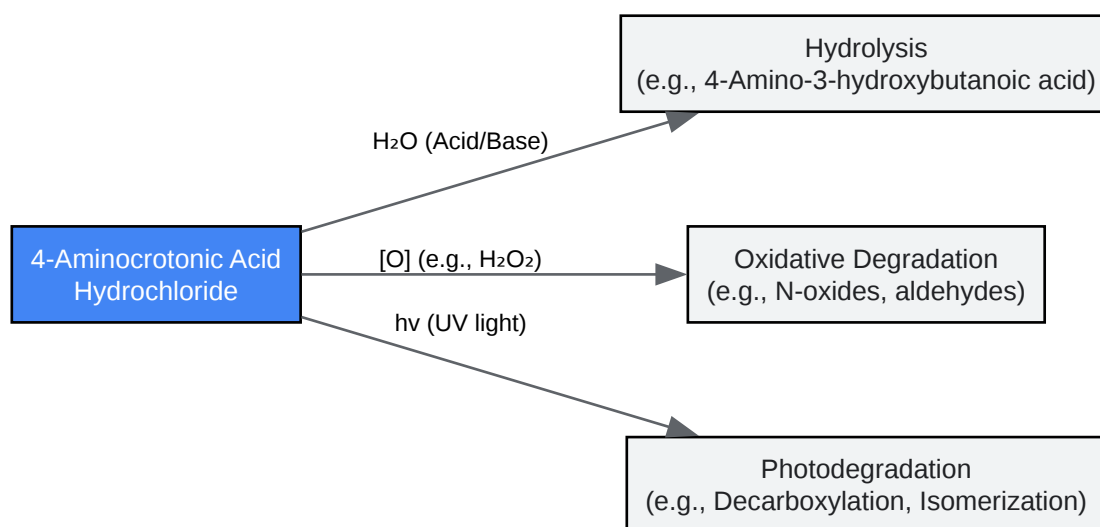 Hydrolysis
(e.g., 4-Amino-3-hydroxybutanoic acid)
H₂O (Acid/Base)
4-Aminocrotonic Acid
Hydrochloride
[O] (e.g., H₂O₂)
Oxidative Degradation
(e.g., N-oxides, aldehydes)
hv (UV light)
Photodegradation
(e.g., Decarboxylation, Isomerization)